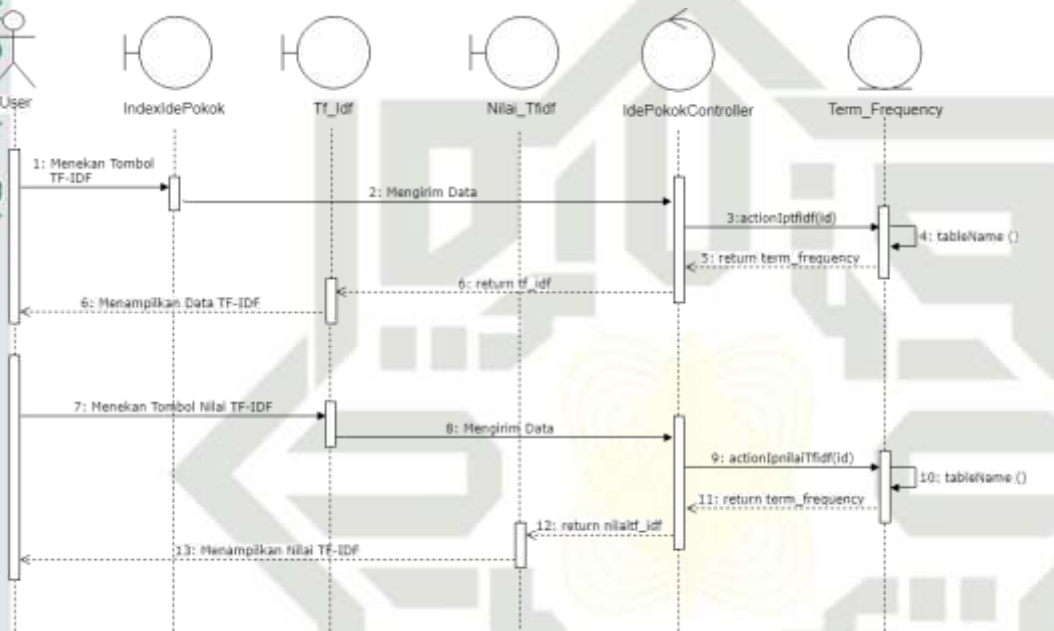 User
IndexIdePokok
Tf_Idf
Nilai_Tfidf
IdePokokController
Term_Frequency
1: Menekan Tombol
TF-IDF
2: Mengirim Data
3:actionIptfidf(id)
4: tableName ()
5: return term_frequency
6: return tf_idf
6: Menampilkan Data TF-IDF
7: Menekan Tombol Nilai TF-IDF
8: Mengirim Data
9: actionIpnilaiTfidf(id)
10: tableName ()
11: return term_frequency
12: return nilaitf_idf
13: Menampilkan Nilai TF-IDF